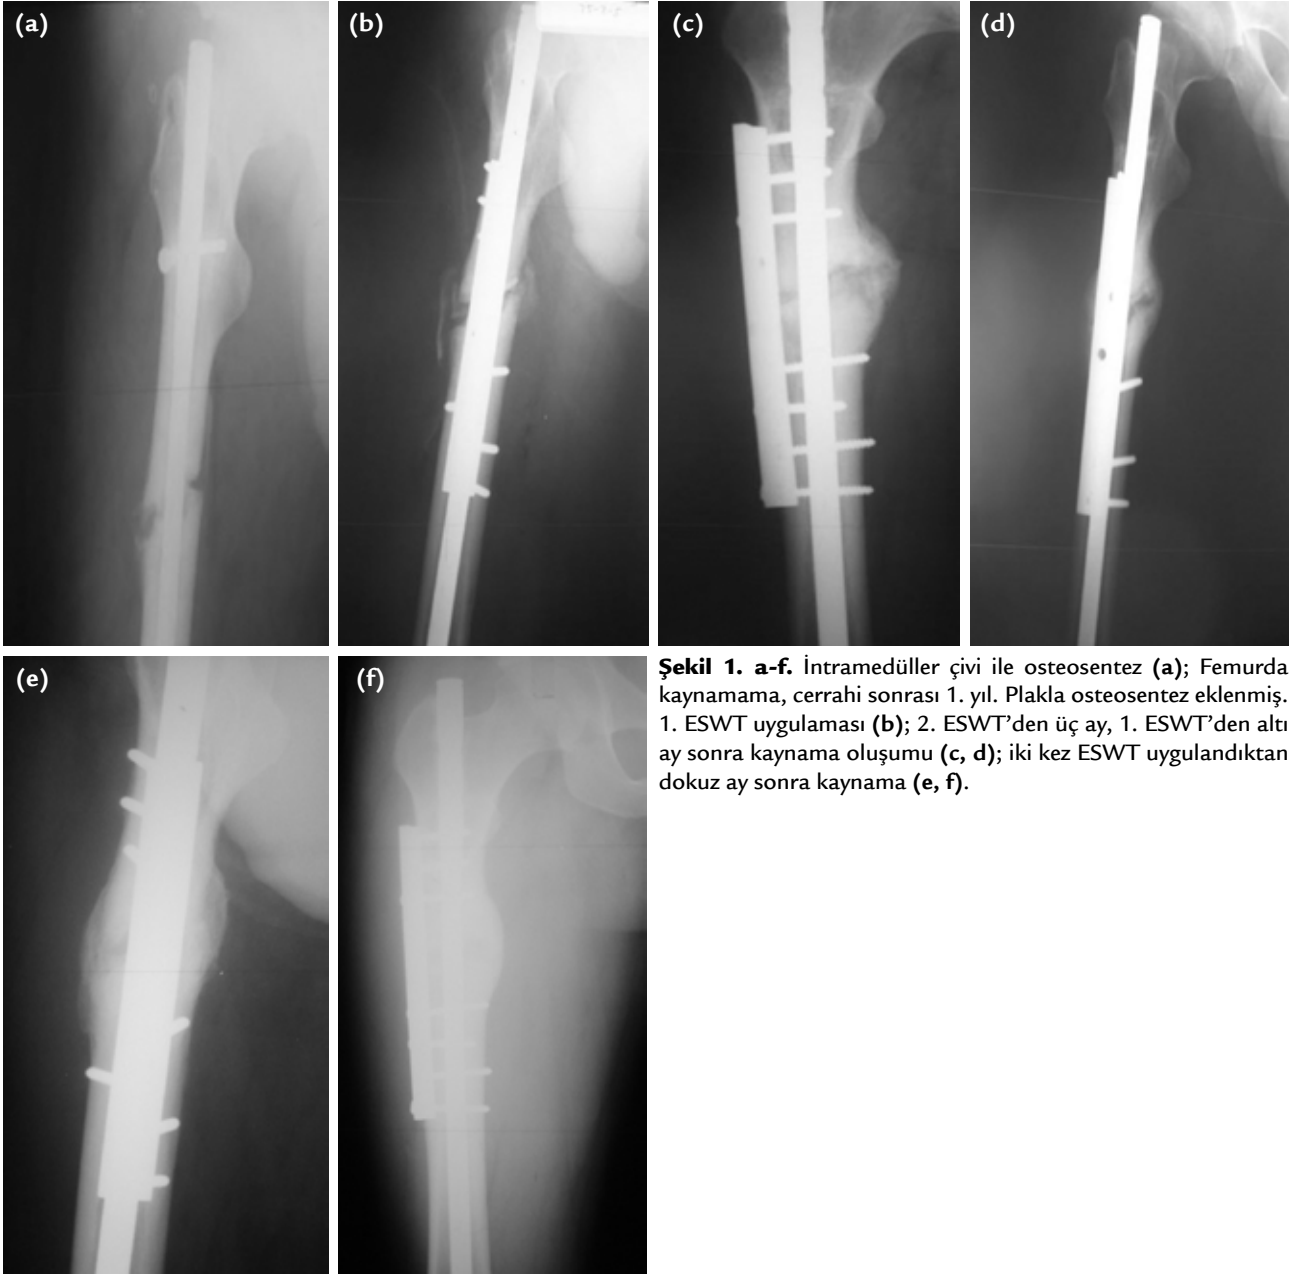 (a)
(b)
(c)
(d)
(e)
(f)
Şekil 1. a-f. İntramedüller çivi ile osteosentez (a); Femurda
kaynamama, cerrahi sonrası 1. yıl. Plakla osteosentez eklenmiş.
1. ESWT uygulaması (b); 2. ESWT’den üç ay, 1. ESWT’den altı
ay sonra kaynama oluşumu (c, d); iki kez ESWT uygulandıktan
dokuz ay sonra kaynama (e, f).